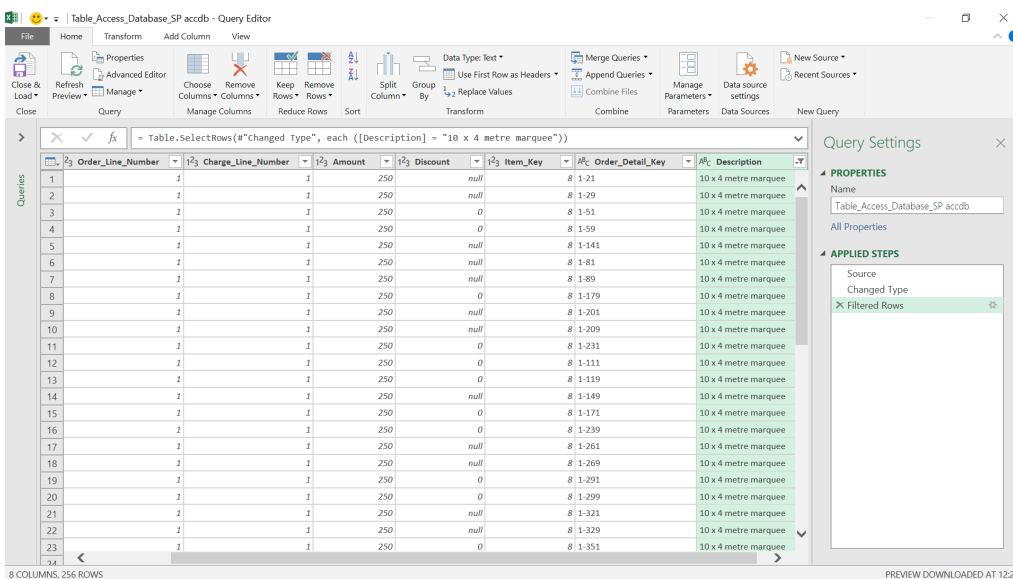 Table_Access_Database_SP accdb - Query Editor
File Home Transform Add Column View
Close & Load
Refresh Preview
Properties
Advanced Editor
Manage
Choose Columns
Remove Columns
Keep Rows
Remove Rows
Split Column
Group By
Data Type: Text
Use First Row as Headers
Replace Values
Merge Queries
Append Queries
Combine Files
Manage Parameters
Data source settings
New Source
Recent Sources
Close Query Manage Columns Reduce Rows Sort Transform Combine Parameters Data Sources New Query
fx = Table.SelectRows(#"Changed Type", each ([Description] = "10 x 4 metre marquee"))
Queries
23 Order_Line_Number 123 Charge_Line_Number 123 Amount 123 Discount 123 Item_Key ABC Order_Detail_Key ABC Description
1 1 1 250 null 8 1-21 10 x 4 metre marquee
2 1 1 250 null 8 1-29 10 x 4 metre marquee
3 1 1 250 0 8 1-51 10 x 4 metre marquee
4 1 1 250 0 8 1-59 10 x 4 metre marquee
5 1 1 250 null 8 1-141 10 x 4 metre marquee
6 1 1 250 null 8 1-81 10 x 4 metre marquee
7 1 1 250 null 8 1-89 10 x 4 metre marquee
8 1 1 250 0 8 1-179 10 x 4 metre marquee
9 1 1 250 null 8 1-201 10 x 4 metre marquee
10 1 1 250 null 8 1-209 10 x 4 metre marquee
11 1 1 250 0 8 1-231 10 x 4 metre marquee
12 1 1 250 0 8 1-111 10 x 4 metre marquee
13 1 1 250 0 8 1-119 10 x 4 metre marquee
14 1 1 250 null 8 1-149 10 x 4 metre marquee
15 1 1 250 0 8 1-171 10 x 4 metre marquee
16 1 1 250 0 8 1-239 10 x 4 metre marquee
17 1 1 250 null 8 1-261 10 x 4 metre marquee
18 1 1 250 null 8 1-269 10 x 4 metre marquee
19 1 1 250 0 8 1-291 10 x 4 metre marquee
20 1 1 250 0 8 1-299 10 x 4 metre marquee
21 1 1 250 null 8 1-321 10 x 4 metre marquee
22 1 1 250 null 8 1-329 10 x 4 metre marquee
23 1 1 250 0 8 1-351 10 x 4 metre marquee
24
Query Settings
PROPERTIES
Name
Table_Access_Database_SP accdb
All Properties
APPLIED STEPS
Source
Changed Type
Filtered Rows
8 COLUMNS, 256 ROWS
PREVIEW DOWNLOADED AT 12:2